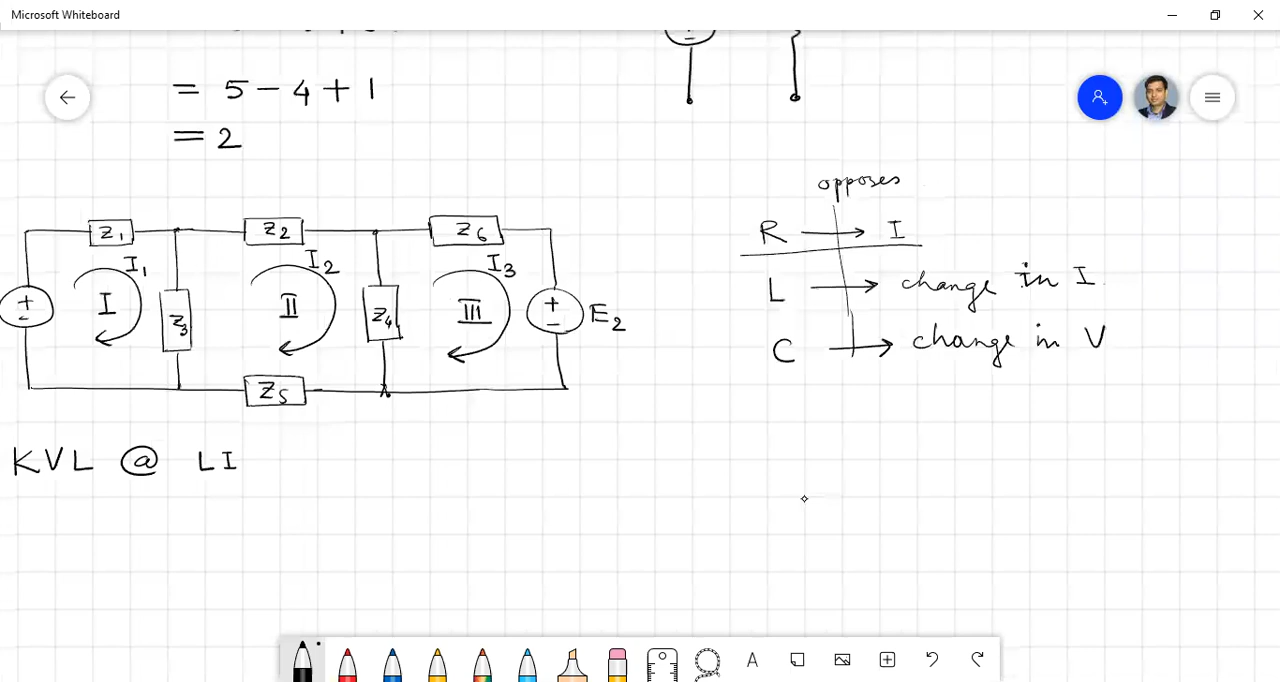 Microsoft Whiteboard
= 5 - 4 + 1
= 2
Z1
Z2
Z6
I1
I2
I3
I
II
III
Z3
Z4
+
-
+
-
E2
Z5
KVL @ LI
opposes
R → I
L → change in I
C → change in V
A